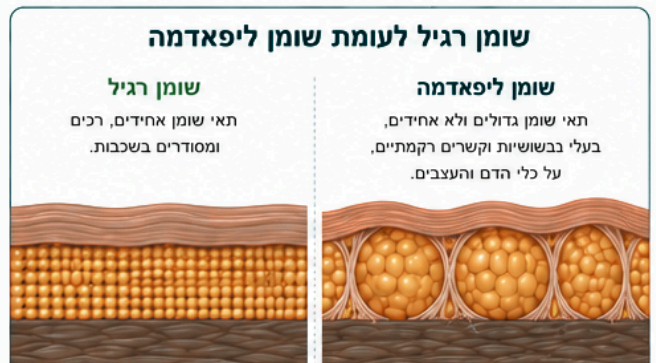 שומן רגיל לעומת שומן ליפאדמה
שומן ליפאדמה
תאי שומן גדולים ולא אחידים,
בעלי נבשושיות וקשרים רקמתיים,
על כלי הדם והעצבים.
שומן רגיל
תאי שומן אחידים, רכים
ומסודרים בשכבות.